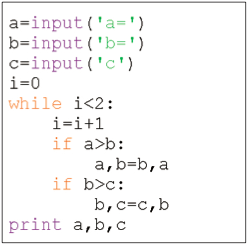 a=input('a=')
b=input('b=')
c=input('c')
i=0
while i<2:
    i=i+1
    if a>b:
        a,b=b,a
    if b>c:
        b,c=c,b
print a,b,c